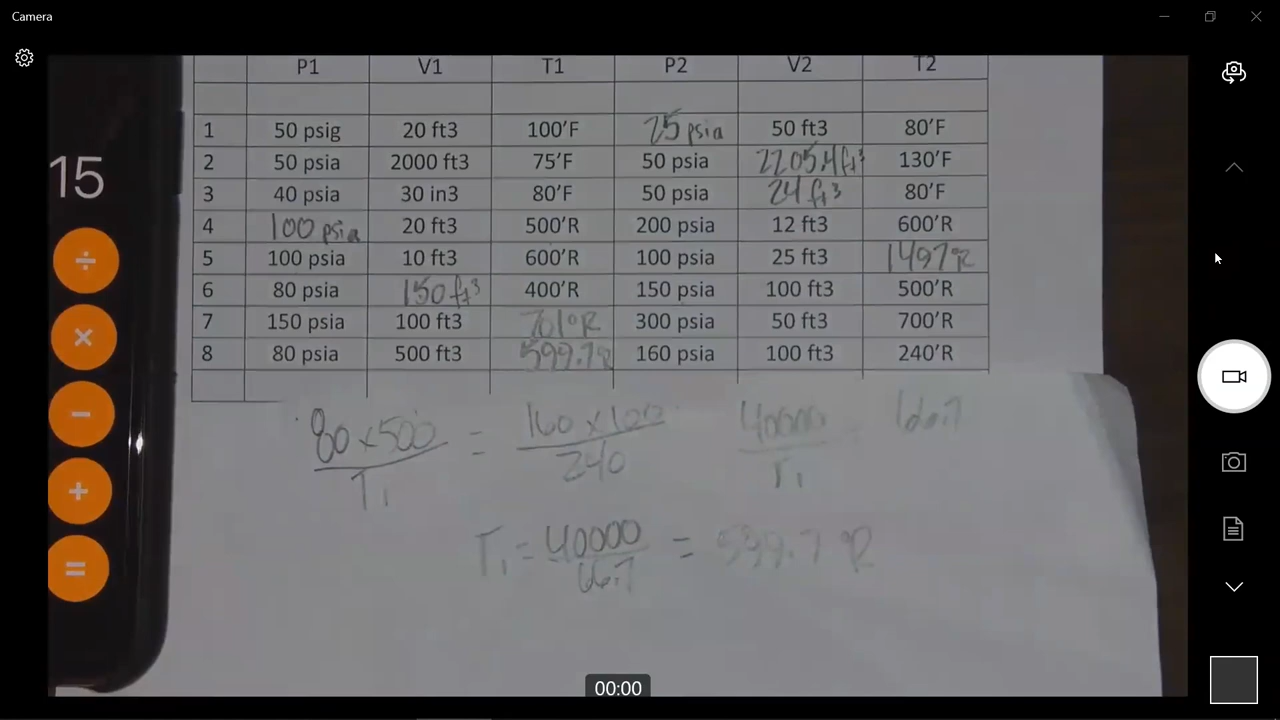 Camera
P1 V1 T1 P2 V2 T2
1 50 psig 20 ft3 100'F 25 psia 50 ft3 80'F
15
2 50 psia 2000 ft3 75'F 50 psia 2205.4 ft³ 130'F
3 40 psia 30 in3 80'F 50 psia 24 ft³ 80'F
4 100 psia 20 ft3 500'R 200 psia 12 ft3 600'R
5 100 psia 10 ft3 600'R 100 psia 25 ft3 1497°R
6 80 psia 150 ft³ 400'R 150 psia 100 ft3 500'R
7 150 psia 100 ft3 701°R 300 psia 50 ft3 700'R
8 80 psia 500 ft3 599.7°R 160 psia 100 ft3 240'R
÷
×
−
+
=
80 x 500 / T1 = 160 x 100 / 240 40000 / T1 = 66.7
T1 = 40000 / 66.7 = 599.7 °R
00:00